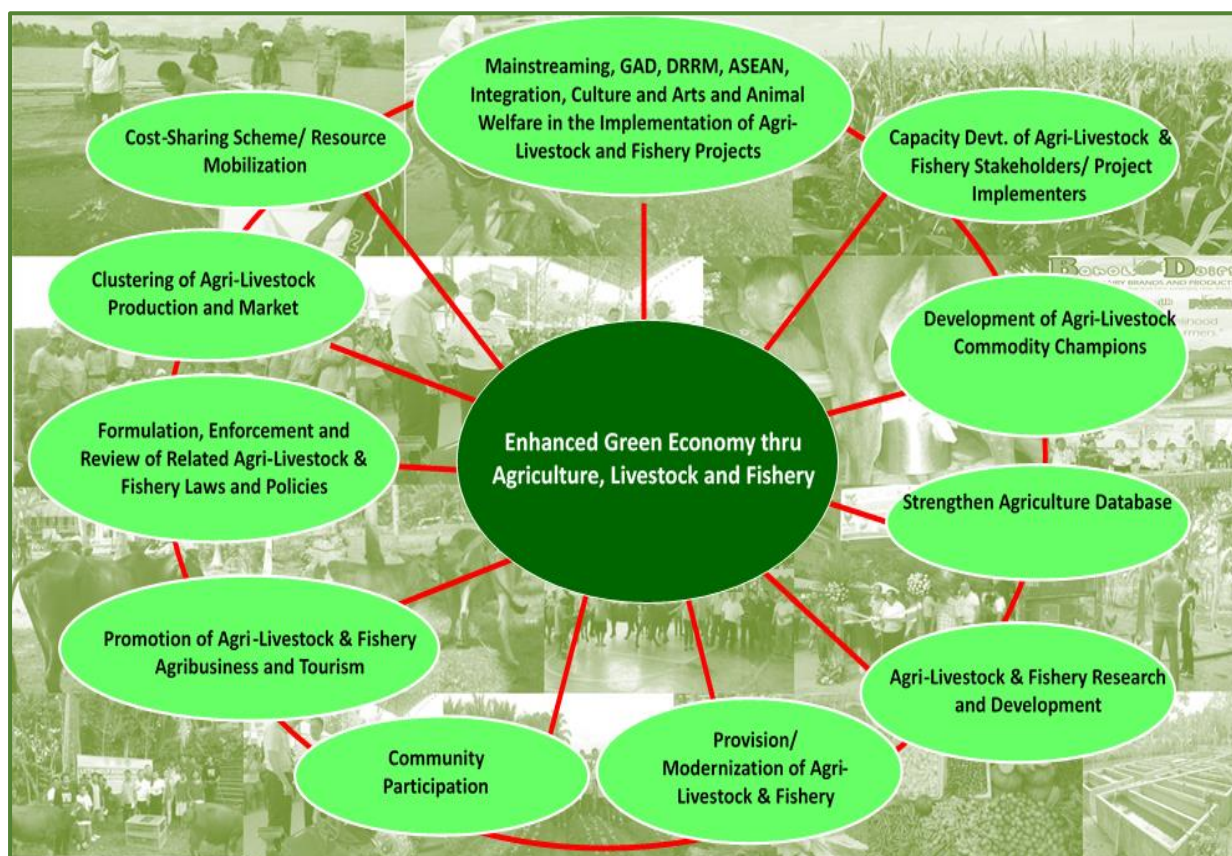 Mainstreaming, GAD, DRRM, ASEAN,
Integration, Culture and Arts and Animal
Welfare in the Implementation of Agri-
Livestock and Fishery Projects
Cost-Sharing Scheme/ Resource
Mobilization
Capacity Devt. of Agri-Livestock &
Fishery Stakeholders/ Project
Implementers
Clustering of Agri-Livestock
Production and Market
Development of Agri-Livestock
Commodity Champions
Formulation, Enforcement and
Review of Related Agri-Livestock &
Fishery Laws and Policies
Enhanced Green Economy thru
Agriculture, Livestock and Fishery
Strengthen Agriculture Database
Promotion of Agri-Livestock & Fishery
Agribusiness and Tourism
Agri-Livestock & Fishery Research
and Development
Community
Participation
Provision/
Modernization of Agri-
Livestock & Fishery